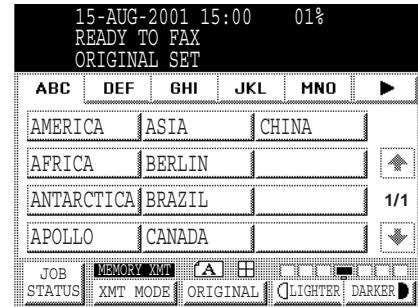 15-AUG-2001 15:00 01%
READY TO FAX
ORIGINAL SET
ABC DEF GHI JKL MNO
AMERICA ASIA CHINA
AFRICA BERLIN
ANTARCTICA BRAZIL 1/1
APOLLO CANADA
JOB STATUS MEMORY XMT A
XMT MODE ORIGINAL LIGHTER DARKER